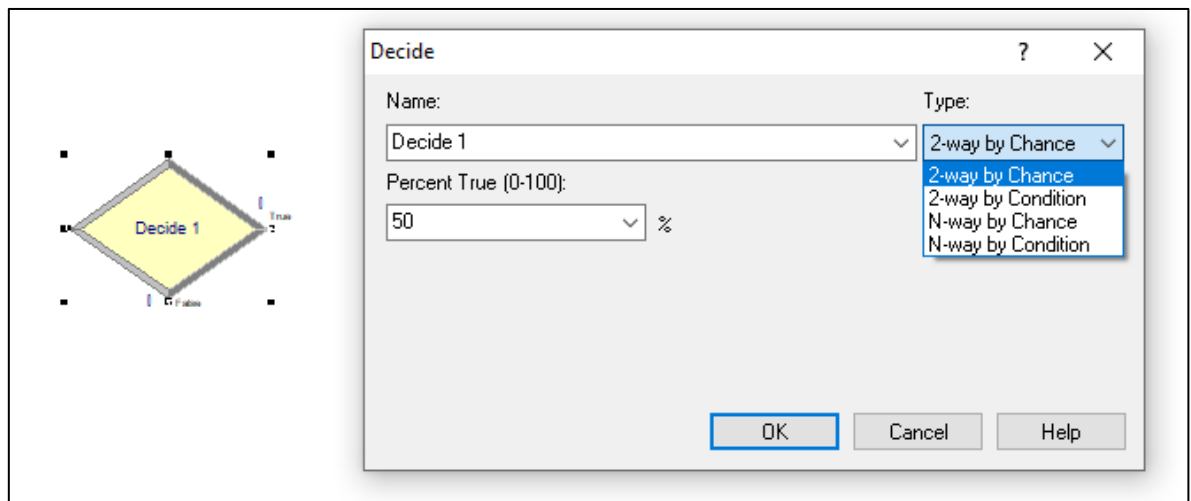 Decide
?
Name:
Type:
Decide 1
2-way by Chance
Percent True (0-100):
50
%
2-way by Chance
2-way by Condition
N-way by Chance
N-way by Condition
Decide 1
True
False
OK
Cancel
Help